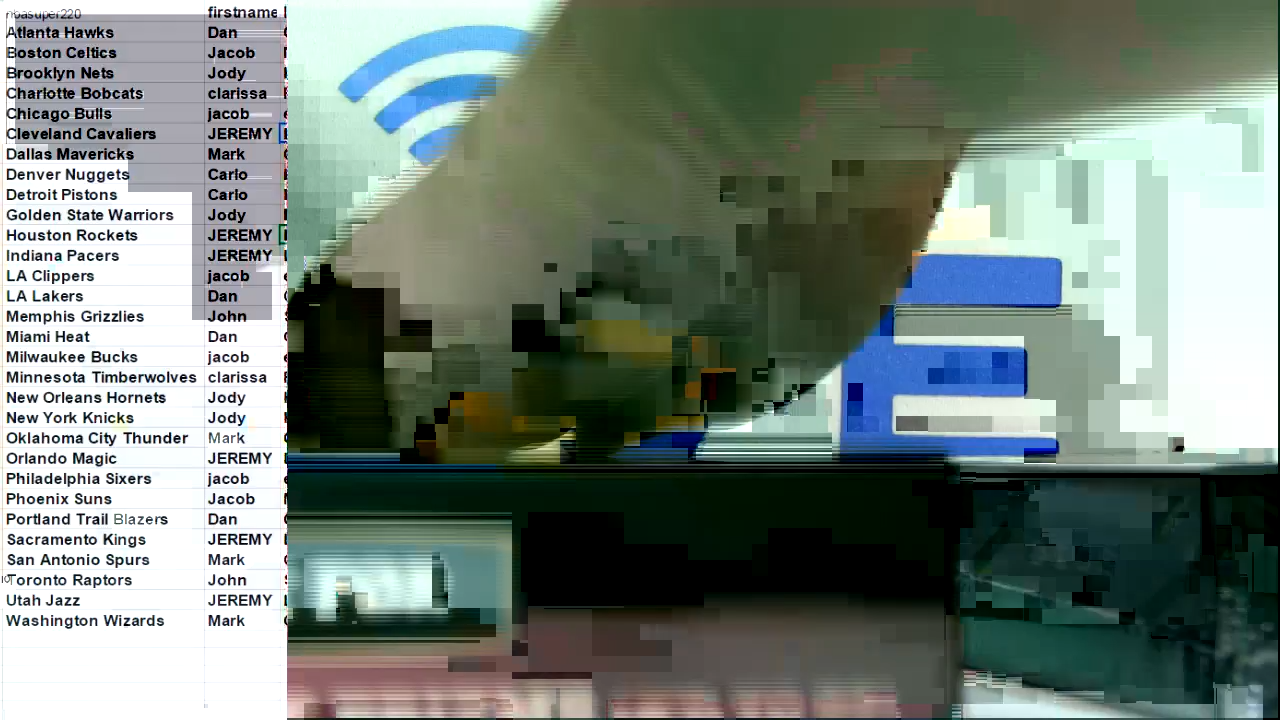 nbasuper220 firstname
Atlanta Hawks Dan
Boston Celtics Jacob
Brooklyn Nets Jody
Charlotte Bobcats clarissa
Chicago Bulls jacob
Cleveland Cavaliers JEREMY
Dallas Mavericks Mark
Denver Nuggets Carlo
Detroit Pistons Carlo
Golden State Warriors Jody
Houston Rockets JEREMY
Indiana Pacers JEREMY
LA Clippers jacob
LA Lakers Dan
Memphis Grizzlies John
Miami Heat Dan
Milwaukee Bucks jacob
Minnesota Timberwolves clarissa
New Orleans Hornets Jody
New York Knicks Jody
Oklahoma City Thunder Mark
Orlando Magic JEREMY
Philadelphia Sixers jacob
Phoenix Suns Jacob
Portland Trail Blazers Dan
Sacramento Kings JEREMY
San Antonio Spurs Mark
Toronto Raptors John
Utah Jazz JEREMY
Washington Wizards Mark